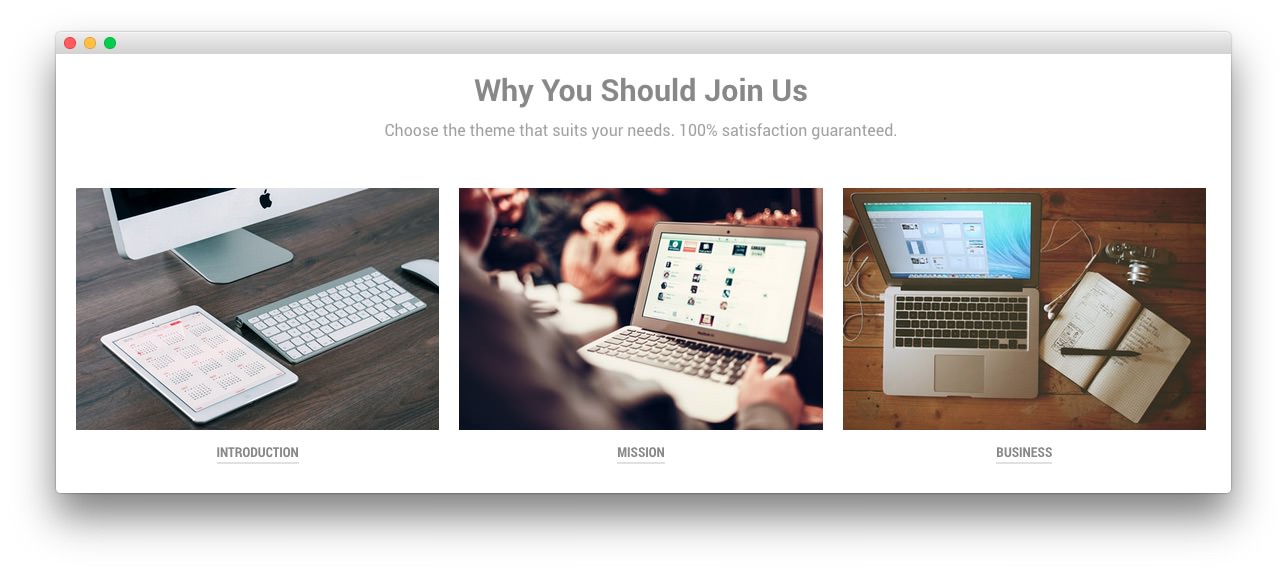 Why You Should Join Us
Choose the theme that suits your needs. 100% satisfaction guaranteed.
INTRODUCTION
MISSION
BUSINESS